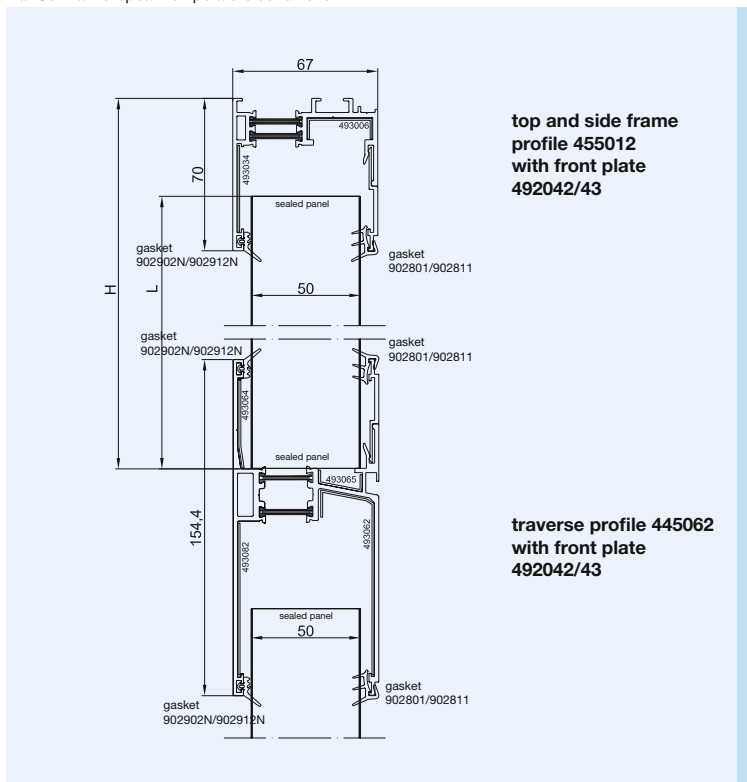 67
top and side frame
profile 455012
with front plate
492042/43
493006
70
493034
sealed panel
gasket
902902N/902912N
gasket
902801/902811
H
L
50
gasket
902902N/902912N
gasket
902801/902811
493064
sealed panel
493065
154,4
493082
493062
traverse profile 445062
with front plate
492042/43
sealed panel
50
gasket
902902N/902912N
gasket
902801/902811